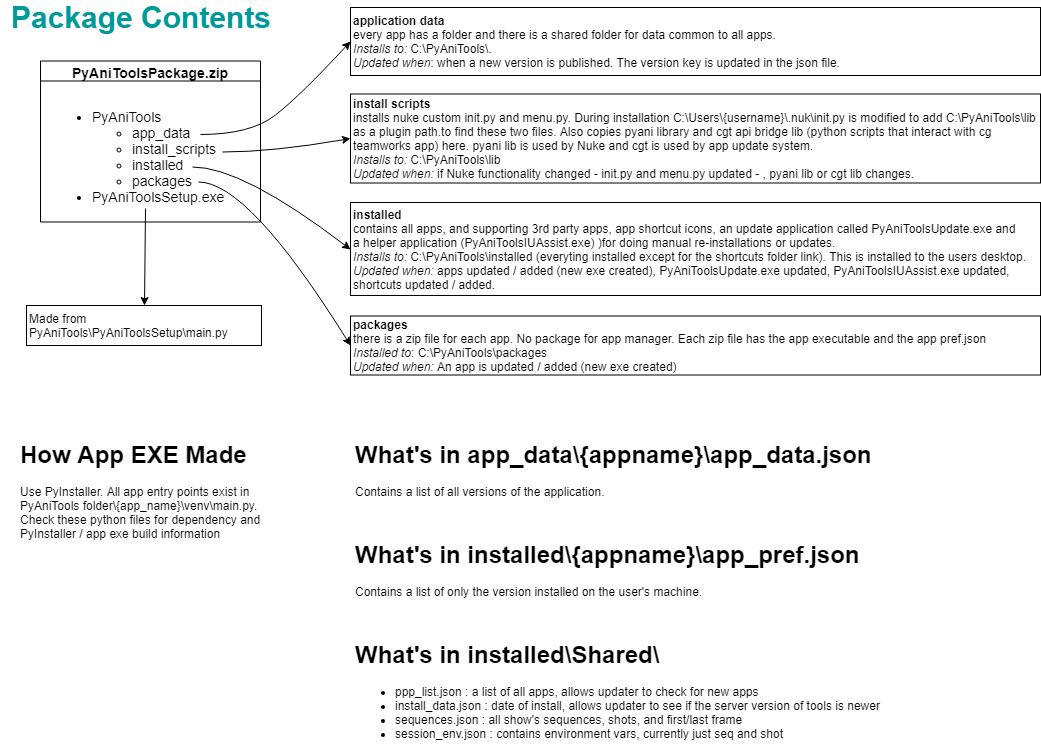 Package Contents
PyAniToolsPackage.zip
PyAniTools
app_data
install_scripts
installed
packages
PyAniToolsSetup.exe
Made from
PyAniTools\PyAniToolsSetup\main.py
application data
every app has a folder and there is a shared folder for data common to all apps.
Installs to: C:\PyAniTools\.
Updated when: when a new version is published. The version key is updated in the json file.
install scripts
installs nuke custom init.py and menu.py. During installation C:\Users\{username}\.nuk\init.py is modified to add C:\PyAniTools\lib
as a plugin path.to find these two files. Also copies pyani library and cgt api bridge lib (python scripts that interact with cg
teamworks app) here. pyani lib is used by Nuke and cgt is used by app update system.
Installs to: C:\PyAniTools\lib
Updated when: if Nuke functionality changed - init.py and menu.py updated - , pyani lib or cgt lib changes.
installed
contains all apps, and supporting 3rd party apps, app shortcut icons, an update application called PyAniToolsUpdate.exe and
a helper application (PyAniToolsIUAssist.exe) )for doing manual re-installations or updates.
Installs to: C:\PyAniTools\installed (everyting installed except for the shortcuts folder link). This is installed to the users desktop.
Updated when: apps updated / added (new exe created), PyAniToolsUpdate.exe updated, PyAniToolsIUAssist.exe updated,
shortcuts updated / added.
packages
there is a zip file for each app. No package for app manager. Each zip file has the app executable and the app pref.json
Installed to: C:\PyAniTools\packages
Updated when: An app is updated / added (new exe created)
How App EXE Made
Use PyInstaller. All app entry points exist in
PyAniTools folder\{app_name}\venv\main.py.
Check these python files for dependency and
PyInstaller / app exe build information
What's in app_data\{appname}\app_data.json
Contains a list of all versions of the application.
What's in installed\{appname}\app_pref.json
Contains a list of only the version installed on the user's machine.
What's in installed\Shared\
ppp_list.json : a list of all apps, allows updater to check for new apps
install_data.json : date of install, allows updater to see if the server version of tools is newer
sequences.json : all show's sequences, shots, and first/last frame
session_env.json : contains environment vars, currently just seq and shot